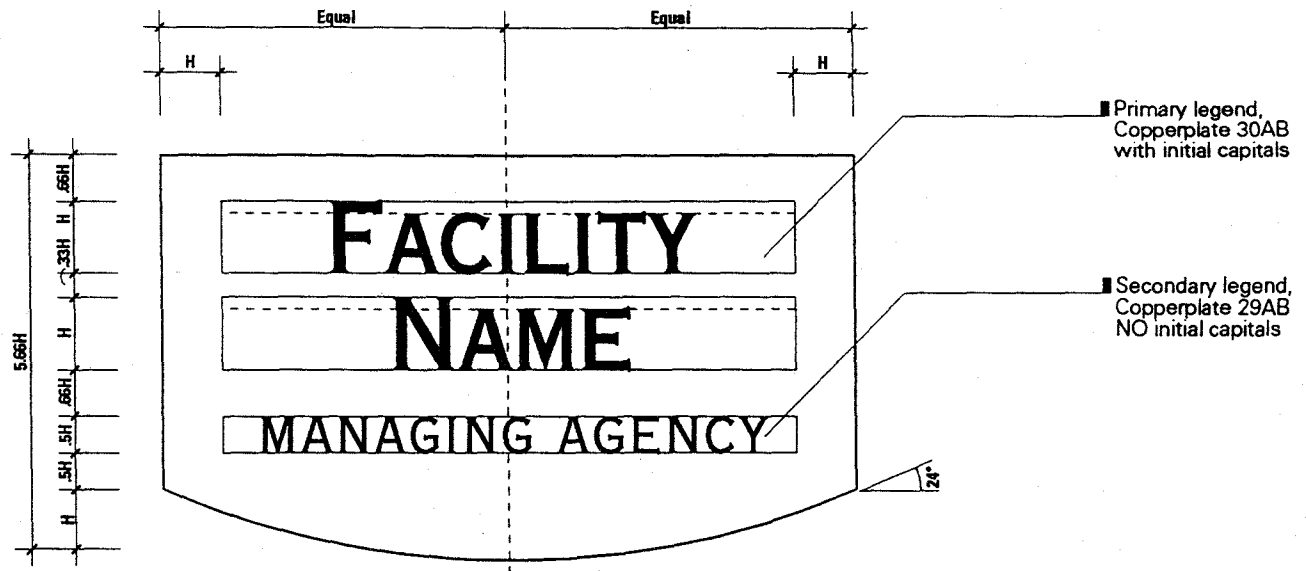 Equal Equal
H H
Primary legend,
Copperplate 30AB
with initial capitals
.66H
H
.33H
H
.66H
.5H
.5H
H
5.66H
FACILITY
NAME
MANAGING AGENCY
Secondary legend,
Copperplate 29AB
NO initial capitals
24°